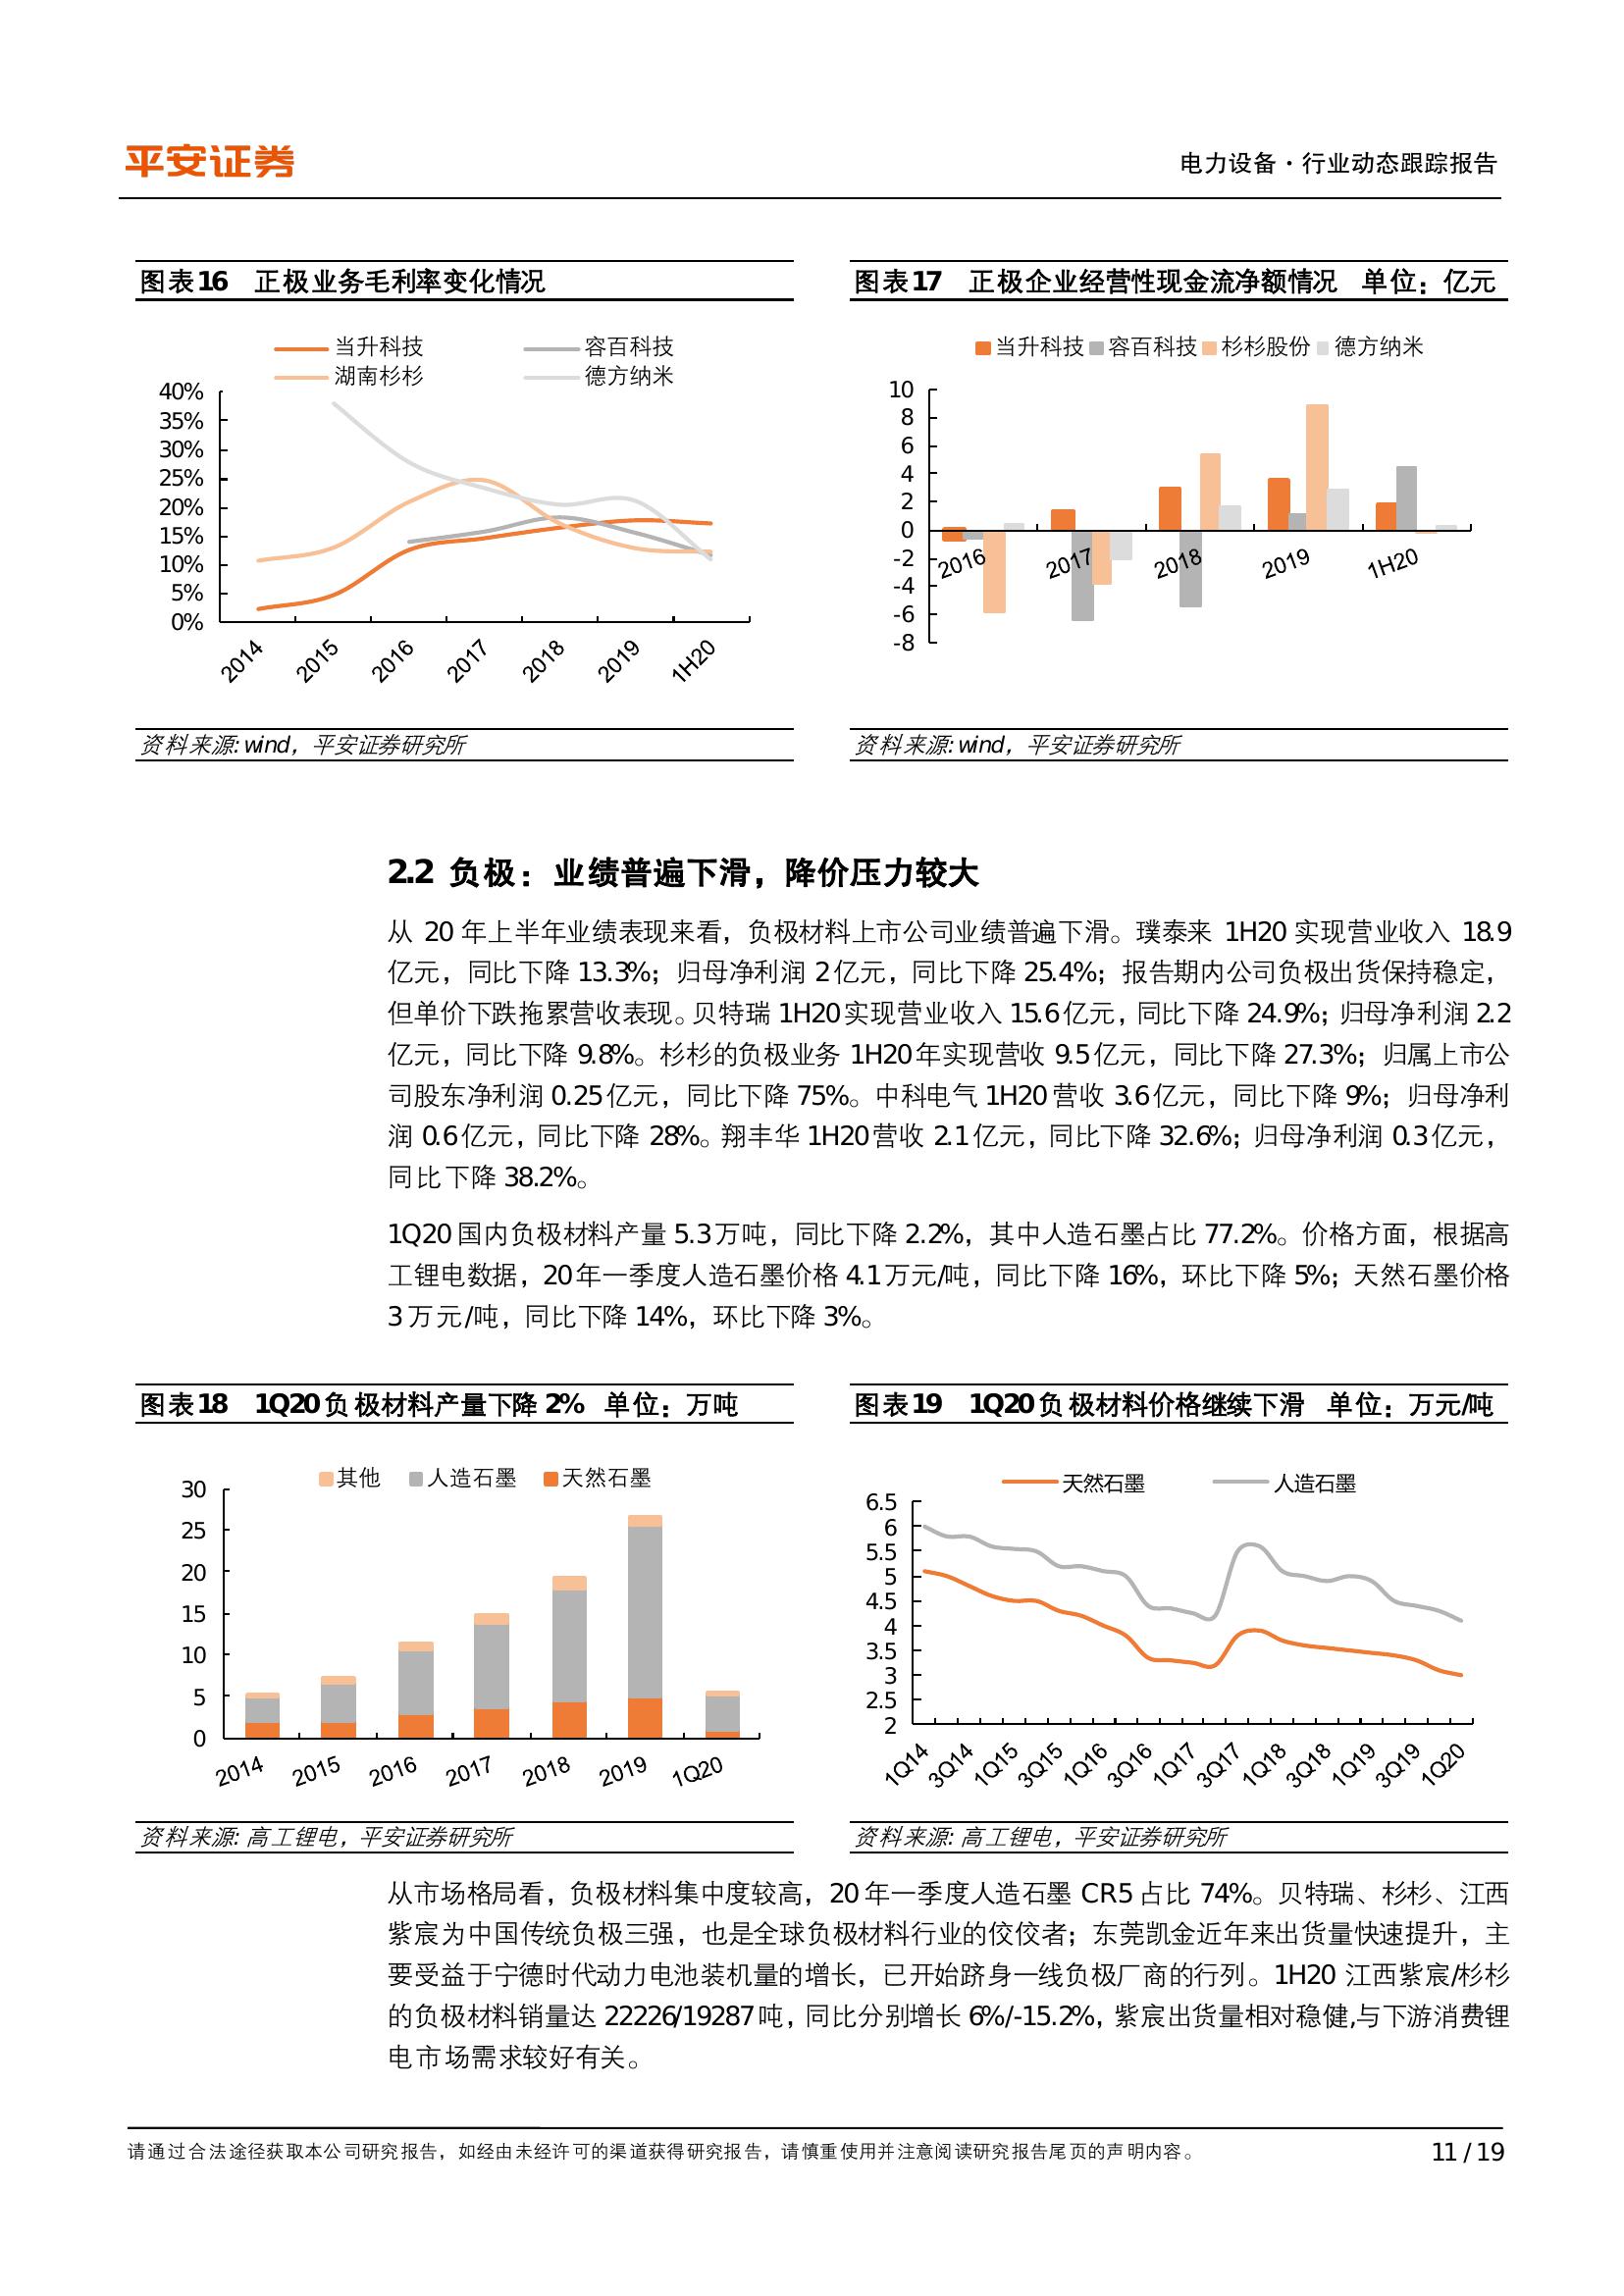 平安证券
电力设备·行业动态跟踪报告
图表16 正极业务毛利率变化情况
当升科技 容百科技
湖南杉杉 德方纳米
40%
35%
30%
25%
20%
15%
10%
5%
0%
2014 2015 2016 2017 2018 2019 1H20
资料来源: wind，平安证券研究所
图表17 正极企业经营性现金流净额情况 单位：亿元
当升科技 容百科技 杉杉股份 德方纳米
10
8
6
4
2
0
-2
-4
-6
-8
2016 2017 2018 2019 1H20
资料来源: wind，平安证券研究所
2.2 负极：业绩普遍下滑，降价压力较大
从 20 年上半年业绩表现来看，负极材料上市公司业绩普遍下滑。璞泰来 1H20 实现营业收入 18.9
亿元，同比下降 13.3%；归母净利润 2 亿元，同比下降 25.4%；报告期内公司负极出货保持稳定，
但单价下跌拖累营收表现。贝特瑞 1H20 实现营业收入 15.6 亿元，同比下降 24.9%；归母净利润 2.2
亿元，同比下降 9.8%。杉杉的负极业务 1H20 年实现营收 9.5 亿元，同比下降 27.3%；归属上市公
司股东净利润 0.25 亿元，同比下降 75%。中科电气 1H20 营收 3.6 亿元，同比下降 9%；归母净利
润 0.6 亿元，同比下降 28%。翔丰华 1H20 营收 2.1 亿元，同比下降 32.6%；归母净利润 0.3 亿元，
同比下降 38.2%。
1Q20 国内负极材料产量 5.3 万吨，同比下降 2.2%，其中人造石墨占比 77.2%。价格方面，根据高
工锂电数据，20 年一季度人造石墨价格 4.1 万元/吨，同比下降 16%，环比下降 5%；天然石墨价格
3 万元/吨，同比下降 14%，环比下降 3%。
图表18 1Q20 负极材料产量下降 2% 单位：万吨
其他 人造石墨 天然石墨
30
25
20
15
10
5
0
2014 2015 2016 2017 2018 2019 1Q20
资料来源: 高工锂电，平安证券研究所
图表19 1Q20 负极材料价格继续下滑 单位：万元/吨
天然石墨 人造石墨
6.5
6
5.5
5
4.5
4
3.5
3
2.5
2
1Q14 3Q14 1Q15 3Q15 1Q16 3Q16 1Q17 3Q17 1Q18 3Q18 1Q19 3Q19 1Q20
资料来源: 高工锂电，平安证券研究所
从市场格局看，负极材料集中度较高，20 年一季度人造石墨 CR5 占比 74%。贝特瑞、杉杉、江西
紫宸为中国传统负极三强，也是全球负极材料行业的佼佼者；东莞凯金近年来出货量快速提升，主
要受益于宁德时代动力电池装机量的增长，已开始跻身一线负极厂商的行列。1H20 江西紫宸/杉杉
的负极材料销量达 22226/19287 吨，同比分别增长 6%/-15.2%，紫宸出货量相对稳健,与下游消费锂
电市场需求较好有关。
请通过合法途径获取本公司研究报告，如经由未经许可的渠道获得研究报告，请慎重使用并注意阅读研究报告尾页的声明内容。
11 / 19